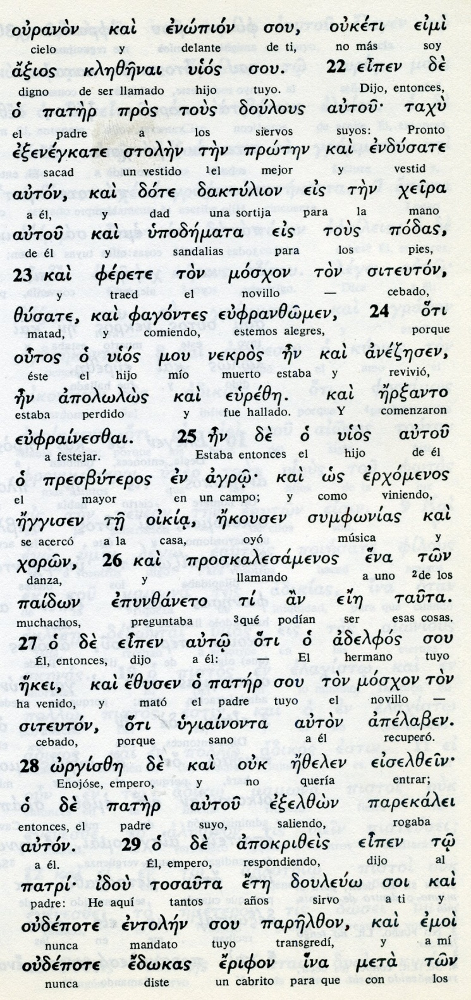 οὐρανὸν καὶ ἐνώπιόν σου, οὐκέτι εἰμὶ
cielo y delante de ti, no más soy
ἄξιος κληθῆναι υἱός σου. 22 εἶπεν δὲ
digno de ser llamado hijo tuyo. Dijo, entonces,
ὁ πατὴρ πρὸς τοὺς δούλους αὐτοῦ· ταχὺ
el padre a los siervos suyos: Pronto
ἐξενέγκατε στολὴν τὴν πρώτην καὶ ἐνδύσατε
sacad un vestido ¹el mejor y vestid
αὐτόν, καὶ δότε δακτύλιον εἰς τὴν χεῖρα
a él, y dad una sortija para la mano
αὐτοῦ καὶ ὑποδήματα εἰς τοὺς πόδας,
de él y sandalias para los pies,
23 καὶ φέρετε τὸν μόσχον τὸν σιτευτόν,
y traed el novillo — cebado,
θύσατε, καὶ φαγόντες εὐφρανθῶμεν, 24 ὅτι
matad, y comiendo, estemos alegres, porque
οὗτος ὁ υἱός μου νεκρὸς ἦν καὶ ἀνέζησεν,
éste el hijo mío muerto estaba y revivió,
ἦν ἀπολωλὼς καὶ εὑρέθη. καὶ ἤρξαντο
estaba perdido y fue hallado. Y comenzaron
εὐφραίνεσθαι. 25 ἦν δὲ ὁ υἱὸς αὐτοῦ
a festejar. Estaba entonces el hijo de él
ὁ πρεσβύτερος ἐν ἀγρῷ· καὶ ὡς ἐρχόμενος
el mayor en un campo; y como viniendo,
ἤγγισεν τῇ οἰκίᾳ, ἤκουσεν συμφωνίας καὶ
se acercó a la casa, oyó música y
χορῶν, 26 καὶ προσκαλεσάμενος ἕνα τῶν
danza, y llamando a uno ²de los
παίδων ἐπυνθάνετο τί ἂν εἴη ταῦτα.
muchachos, preguntaba ³qué podían ser esas cosas.
27 ὁ δὲ εἶπεν αὐτῷ ὅτι ὁ ἀδελφός σου
Él, entonces, dijo a él: — El hermano tuyo
ἥκει, καὶ ἔθυσεν ὁ πατήρ σου τὸν μόσχον τὸν
ha venido, y mató el padre tuyo el novillo —
σιτευτόν, ὅτι ὑγιαίνοντα αὐτὸν ἀπέλαβεν.
cebado, porque sano a él recuperó.
28 ὠργίσθη δὲ καὶ οὐκ ἤθελεν εἰσελθεῖν·
Enojóse, empero, y no quería entrar;
ὁ δὲ πατὴρ αὐτοῦ ἐξελθὼν παρεκάλει
entonces, el padre suyo, saliendo, rogaba
αὐτόν. 29 ὁ δὲ ἀποκριθεὶς εἶπεν τῷ
a él. Él, empero, respondiendo, dijo al
πατρί· ἰδοὺ τοσαῦτα ἔτη δουλεύω σοι καὶ
padre: He aquí tantos años sirvo a ti y
οὐδέποτε ἐντολήν σου παρῆλθον, καὶ ἐμοὶ
nunca mandato tuyo transgredí, y a mí
οὐδέποτε ἔδωκας ἔριφον ἵνα μετὰ τῶν
nunca diste un cabrito para que con los